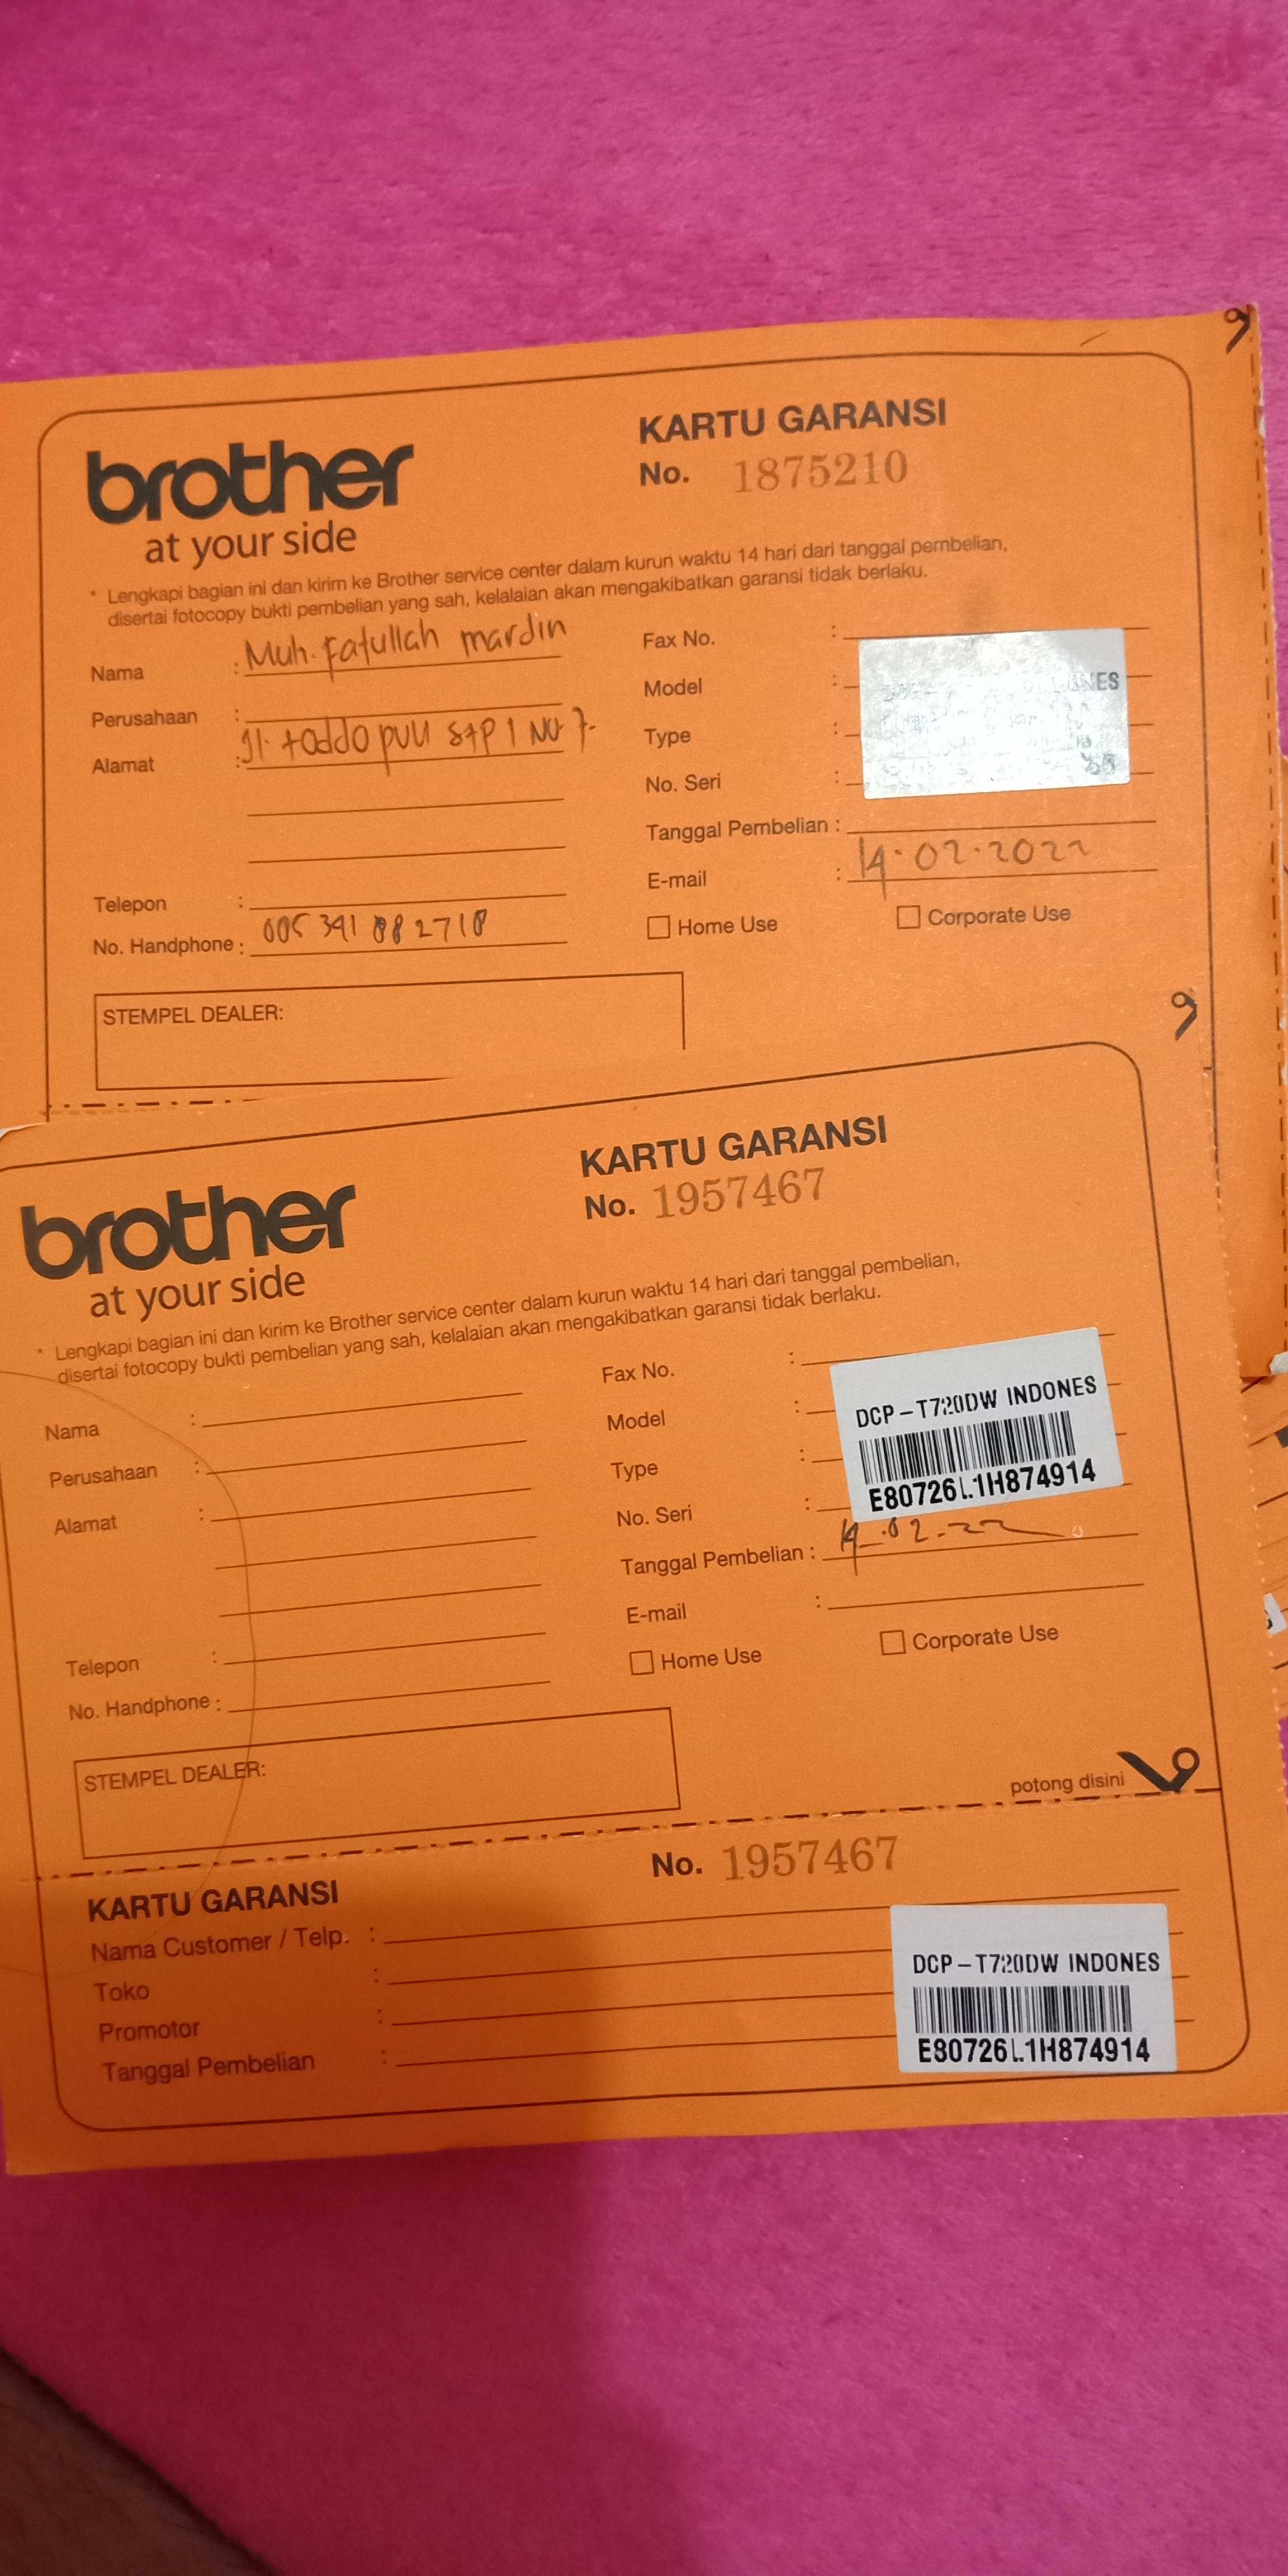 brother
at your side
KARTU GARANSI
No. 1875210
* Lengkapi bagian ini dan kirim ke Brother service center dalam kurun waktu 14 hari dari tanggal pembelian,
disertai fotocopy bukti pembelian yang sah, kelalaian akan mengakibatkan garansi tidak berlaku.
Nama : Muh. Fatullah mardin
Perusahaan :
Alamat : Jl. toddopuli STP 1 No 7
Telepon :
No. Handphone : 085 341 882718
Fax No. :
Model : NES
Type :
No. Seri :
Tanggal Pembelian :
E-mail : 14.02.2022
Home Use Corporate Use
STEMPEL DEALER:
brother
at your side
KARTU GARANSI
No. 1957467
* Lengkapi bagian ini dan kirim ke Brother service center dalam kurun waktu 14 hari dari tanggal pembelian,
disertai fotocopy bukti pembelian yang sah, kelalaian akan mengakibatkan garansi tidak berlaku.
Nama :
Perusahaan :
Alamat :
Telepon :
No. Handphone :
Fax No. :
Model :
Type :
No. Seri :
DCP-T720DW INDONES
E80726L1H874914
Tanggal Pembelian : 14.02-22
E-mail :
Home Use Corporate Use
STEMPEL DEALER:
potong disini
KARTU GARANSI
No. 1957467
Nama Customer / Telp. :
Toko :
Promotor :
Tanggal Pembelian :
DCP-T720DW INDONES
E80726L1H874914